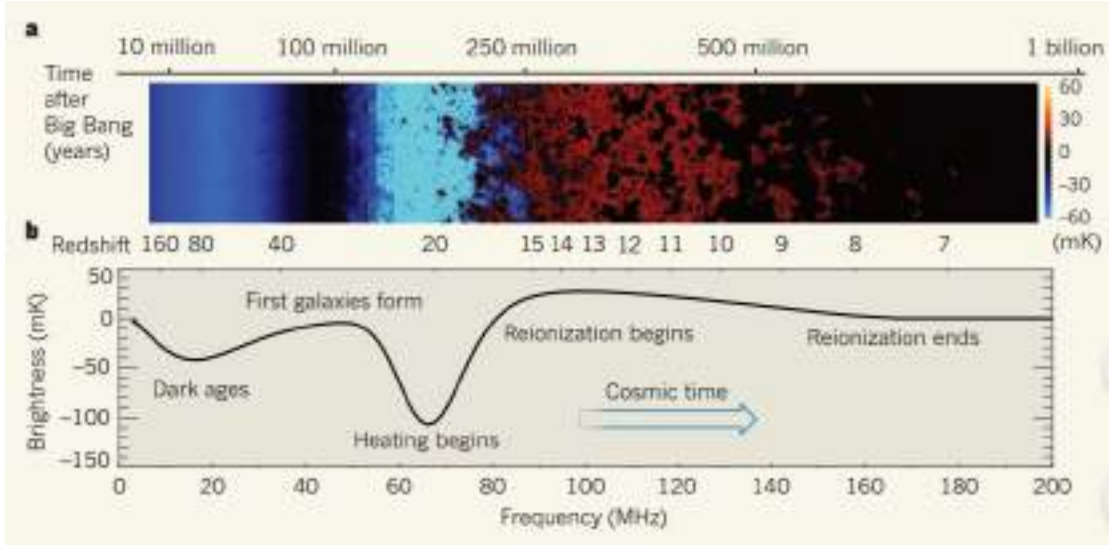 a
10 million 100 million 250 million 500 million 1 billion
Time
after
Big Bang
(years)
60
30
0
−30
−60
(mK)
b
Redshift 160 80 40 20 15 14 13 12 11 10 9 8 7
50
0
−50
−100
−150
Brightness (mK)
First galaxies form
Reionization begins
Reionization ends
Dark ages
Cosmic time
Heating begins
0 20 40 60 80 100 120 140 160 180 200
Frequency (MHz)